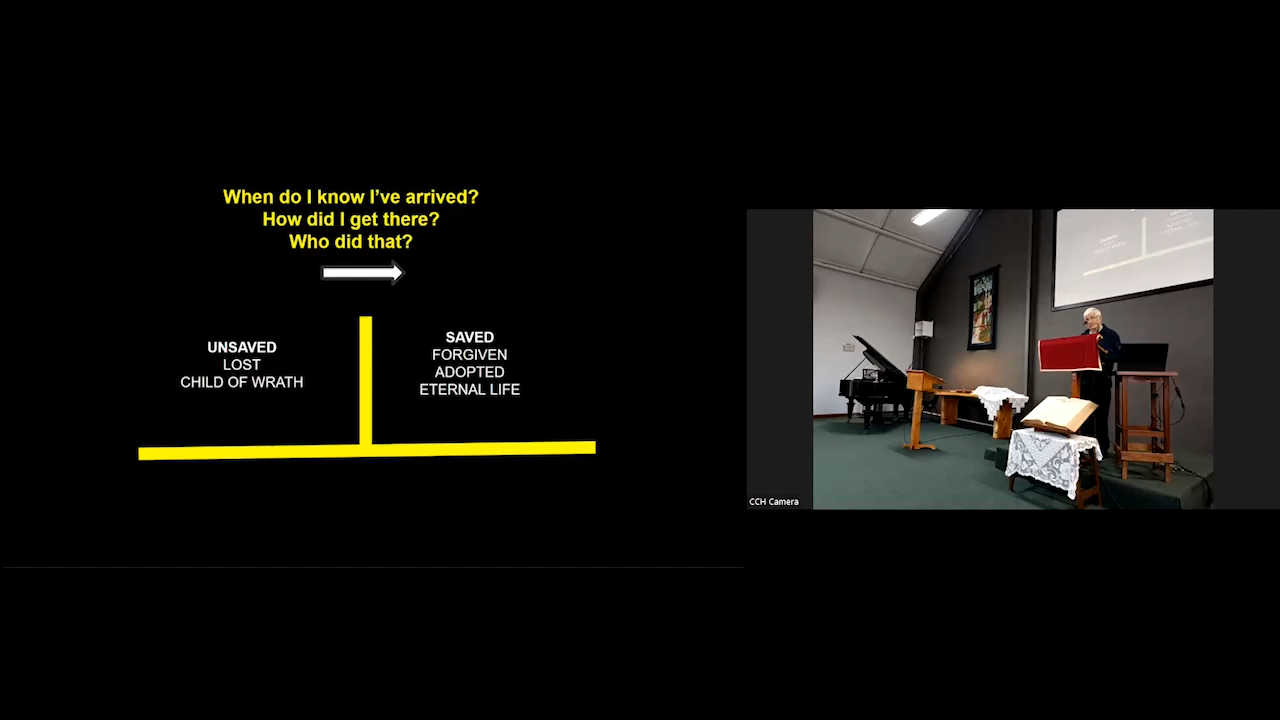 When do I know I've arrived?
How did I get there?
Who did that?
UNSAVED
LOST
CHILD OF WRATH
SAVED
FORGIVEN
ADOPTED
ETERNAL LIFE
CCH Camera